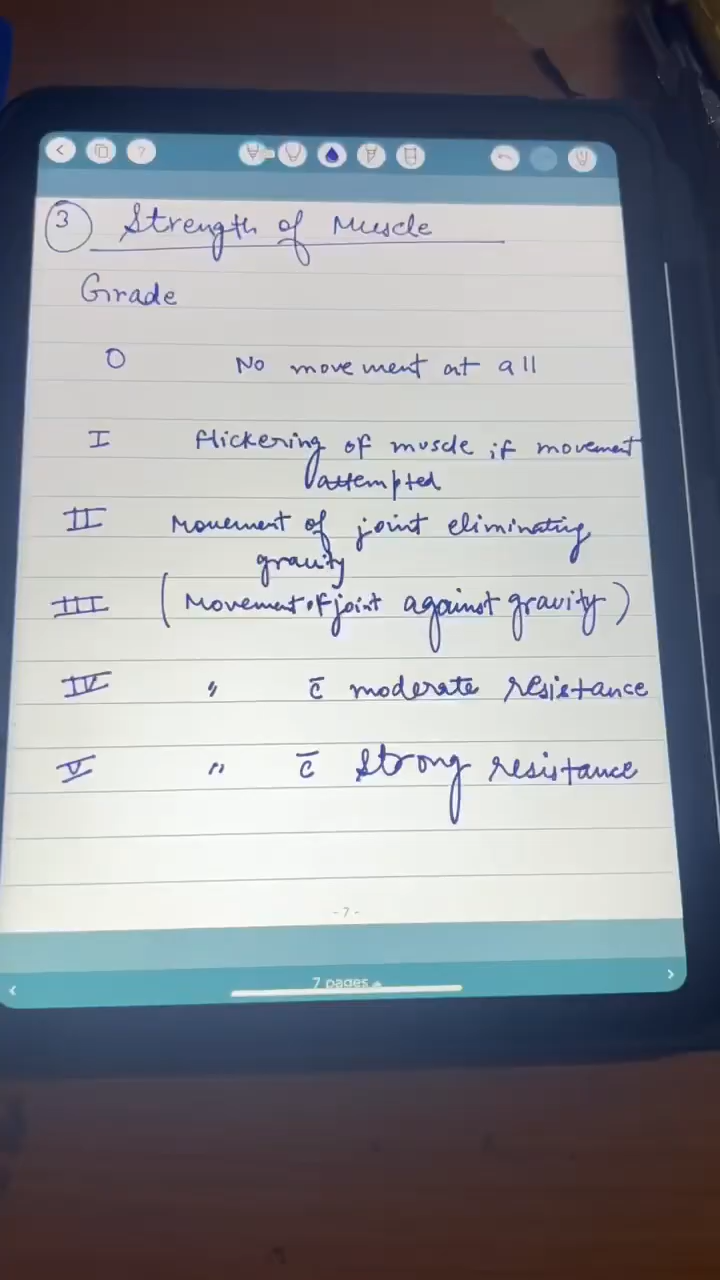 3 Strength of Muscle
Grade
0 No movement at all
I flickering of muscle if movement
attempted
II Movement of joint eliminating
gravity
III (Movement of joint against gravity)
IV " c̄ moderate resistance
V " c̄ strong resistance
- 7 -
7 pages